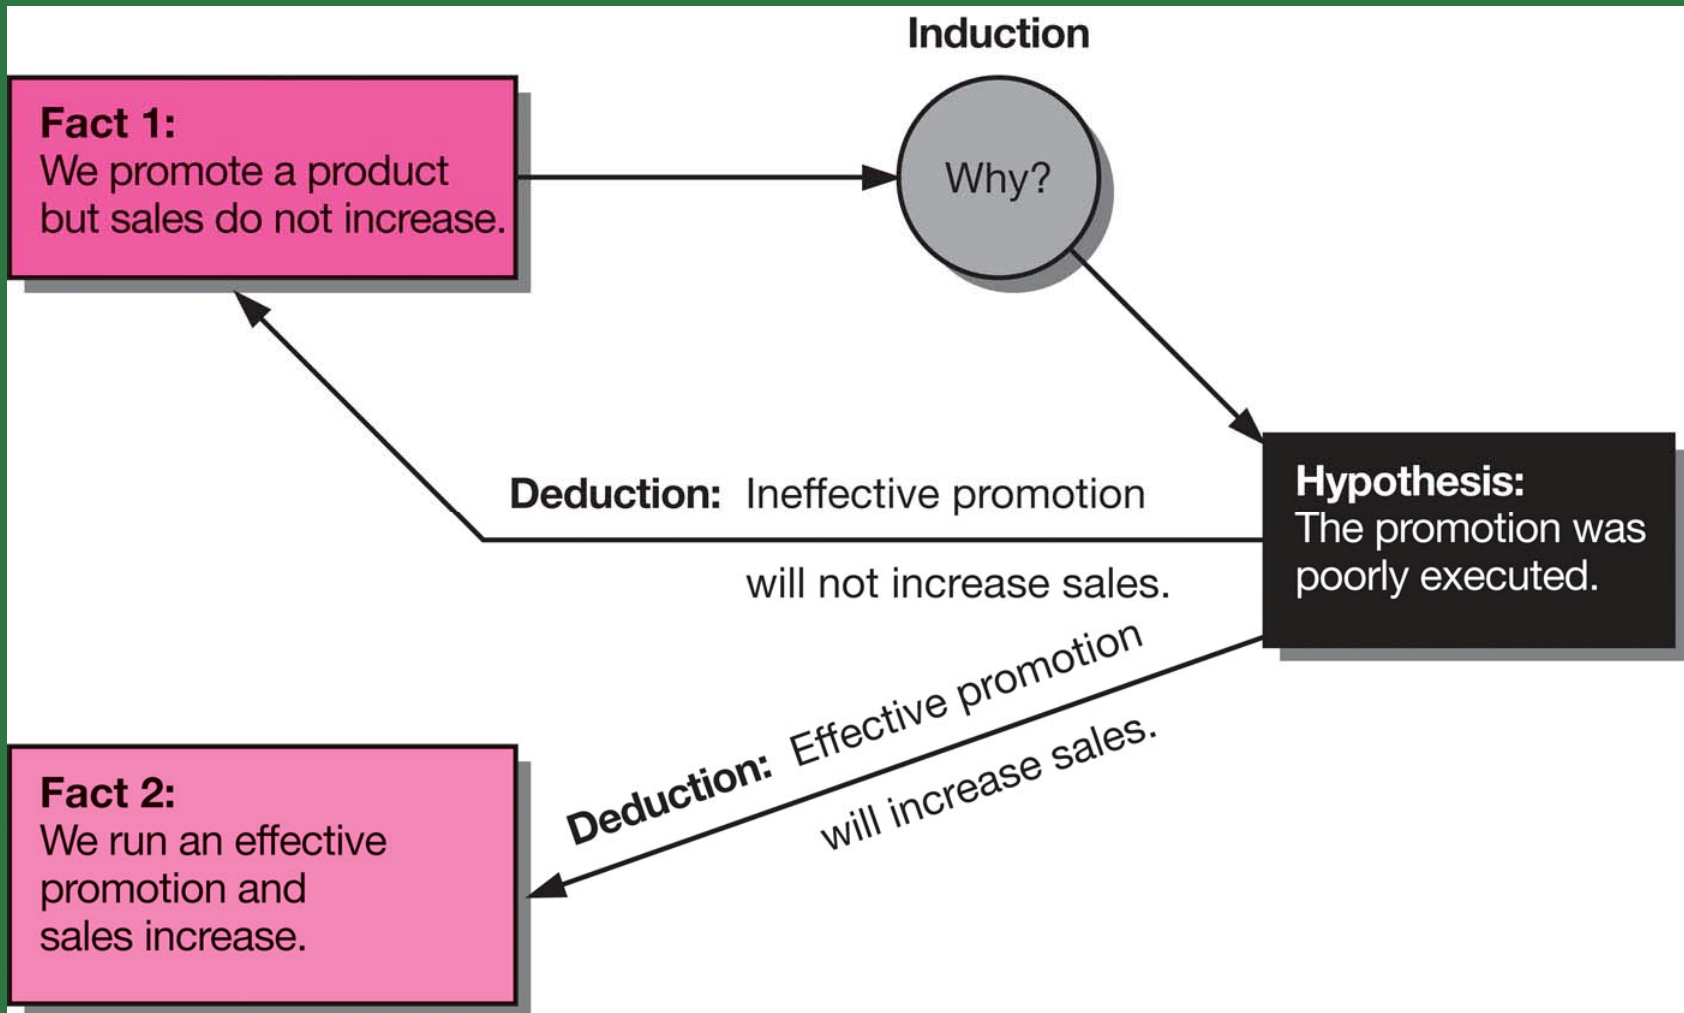 Induction
Fact 1:
We promote a product
but sales do not increase.
Why?
Deduction: Ineffective promotion
will not increase sales.
Hypothesis:
The promotion was
poorly executed.
Deduction: Effective promotion
will increase sales.
Fact 2:
We run an effective
promotion and
sales increase.